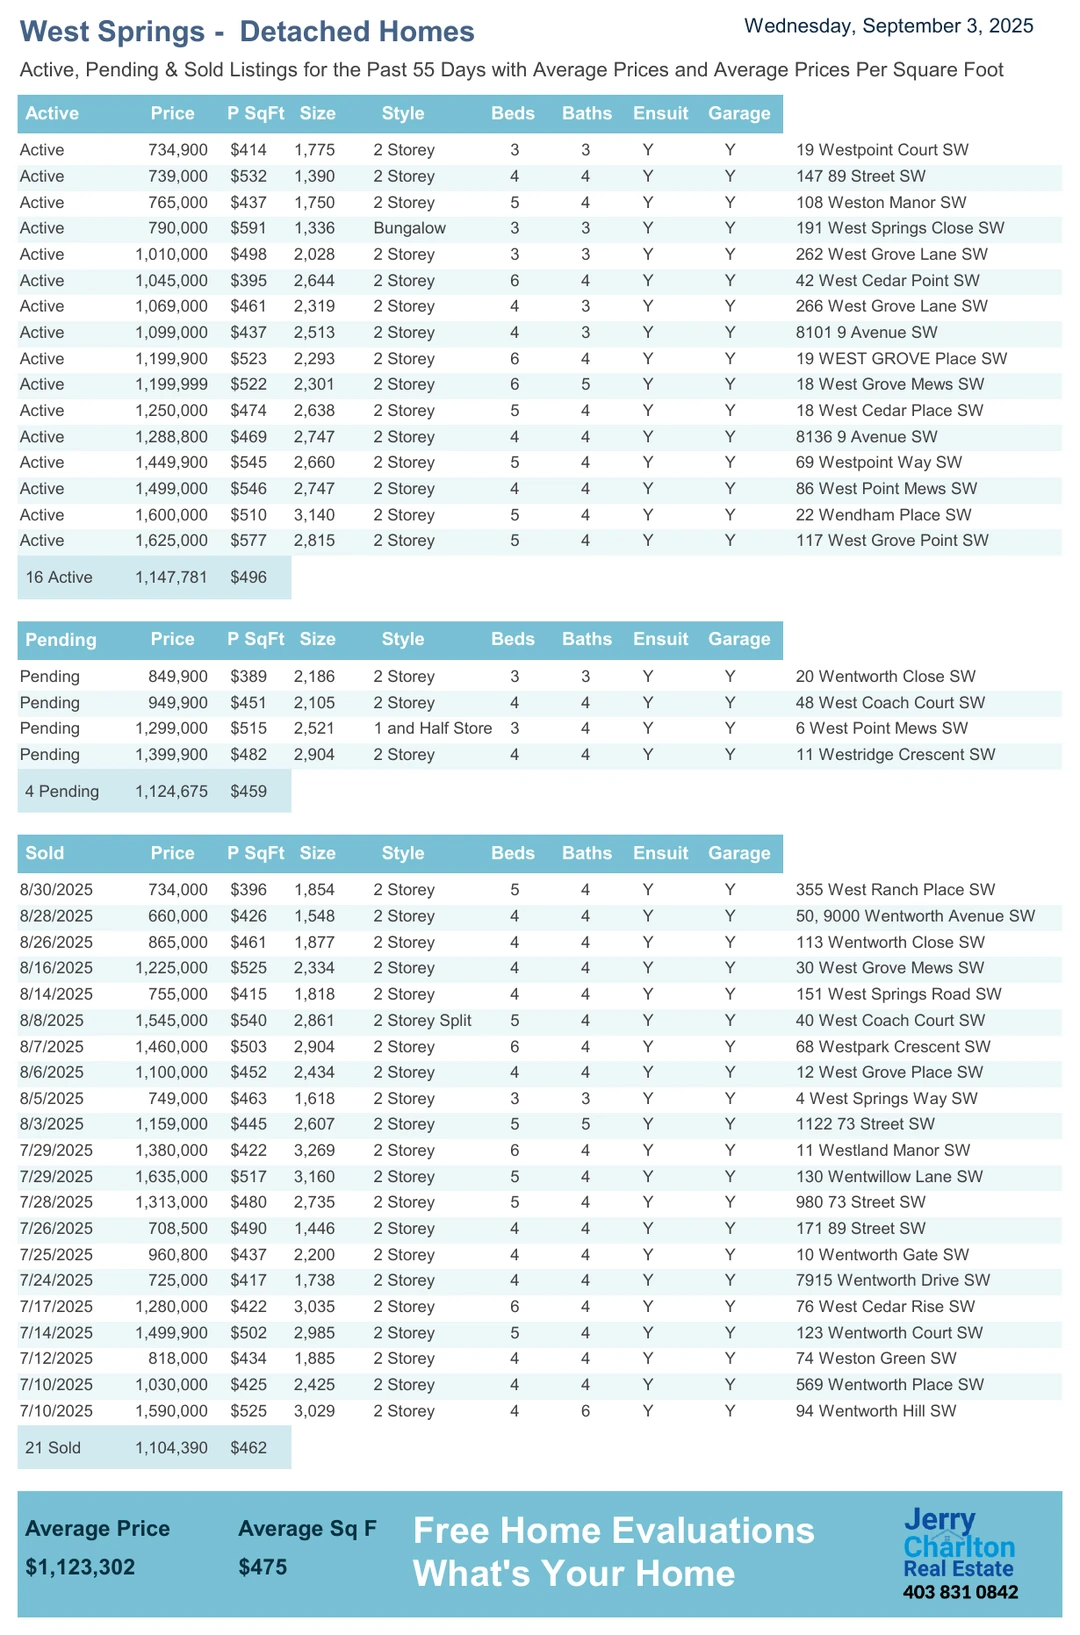 West Springs - Detached Homes
Wednesday, September 3, 2025
Active, Pending & Sold Listings for the Past 55 Days with Average Prices and Average Prices Per Square Foot
Active Price P SqFt Size Style Beds Baths Ensuit Garage
Active 734,900 $414 1,775 2 Storey 3 3 Y Y 19 Westpoint Court SW
Active 739,000 $532 1,390 2 Storey 4 4 Y Y 147 89 Street SW
Active 765,000 $437 1,750 2 Storey 5 4 Y Y 108 Weston Manor SW
Active 790,000 $591 1,336 Bungalow 3 3 Y Y 191 West Springs Close SW
Active 1,010,000 $498 2,028 2 Storey 3 3 Y Y 262 West Grove Lane SW
Active 1,045,000 $395 2,644 2 Storey 6 4 Y Y 42 West Cedar Point SW
Active 1,069,000 $461 2,319 2 Storey 4 3 Y Y 266 West Grove Lane SW
Active 1,099,000 $437 2,513 2 Storey 4 3 Y Y 8101 9 Avenue SW
Active 1,199,900 $523 2,293 2 Storey 6 4 Y Y 19 WEST GROVE Place SW
Active 1,199,999 $522 2,301 2 Storey 6 5 Y Y 18 West Grove Mews SW
Active 1,250,000 $474 2,638 2 Storey 5 4 Y Y 18 West Cedar Place SW
Active 1,288,800 $469 2,747 2 Storey 4 4 Y Y 8136 9 Avenue SW
Active 1,449,900 $545 2,660 2 Storey 5 4 Y Y 69 Westpoint Way SW
Active 1,499,000 $546 2,747 2 Storey 4 4 Y Y 86 West Point Mews SW
Active 1,600,000 $510 3,140 2 Storey 5 4 Y Y 22 Wendham Place SW
Active 1,625,000 $577 2,815 2 Storey 5 4 Y Y 117 West Grove Point SW
16 Active 1,147,781 $496
Pending Price P SqFt Size Style Beds Baths Ensuit Garage
Pending 849,900 $389 2,186 2 Storey 3 3 Y Y 20 Wentworth Close SW
Pending 949,900 $451 2,105 2 Storey 4 4 Y Y 48 West Coach Court SW
Pending 1,299,000 $515 2,521 1 and Half Store 3 4 Y Y 6 West Point Mews SW
Pending 1,399,900 $482 2,904 2 Storey 4 4 Y Y 11 Westridge Crescent SW
4 Pending 1,124,675 $459
Sold Price P SqFt Size Style Beds Baths Ensuit Garage
8/30/2025 734,000 $396 1,854 2 Storey 5 4 Y Y 355 West Ranch Place SW
8/28/2025 660,000 $426 1,548 2 Storey 4 4 Y Y 50, 9000 Wentworth Avenue SW
8/26/2025 865,000 $461 1,877 2 Storey 4 4 Y Y 113 Wentworth Close SW
8/16/2025 1,225,000 $525 2,334 2 Storey 4 4 Y Y 30 West Grove Mews SW
8/14/2025 755,000 $415 1,818 2 Storey 4 4 Y Y 151 West Springs Road SW
8/8/2025 1,545,000 $540 2,861 2 Storey Split 5 4 Y Y 40 West Coach Court SW
8/7/2025 1,460,000 $503 2,904 2 Storey 6 4 Y Y 68 Westpark Crescent SW
8/6/2025 1,100,000 $452 2,434 2 Storey 4 4 Y Y 12 West Grove Place SW
8/5/2025 749,000 $463 1,618 2 Storey 3 3 Y Y 4 West Springs Way SW
8/3/2025 1,159,000 $445 2,607 2 Storey 5 5 Y Y 1122 73 Street SW
7/29/2025 1,380,000 $422 3,269 2 Storey 6 4 Y Y 11 Westland Manor SW
7/29/2025 1,635,000 $517 3,160 2 Storey 5 4 Y Y 130 Wentwillow Lane SW
7/28/2025 1,313,000 $480 2,735 2 Storey 5 4 Y Y 980 73 Street SW
7/26/2025 708,500 $490 1,446 2 Storey 4 4 Y Y 171 89 Street SW
7/25/2025 960,800 $437 2,200 2 Storey 4 4 Y Y 10 Wentworth Gate SW
7/24/2025 725,000 $417 1,738 2 Storey 4 4 Y Y 7915 Wentworth Drive SW
7/17/2025 1,280,000 $422 3,035 2 Storey 6 4 Y Y 76 West Cedar Rise SW
7/14/2025 1,499,900 $502 2,985 2 Storey 5 4 Y Y 123 Wentworth Court SW
7/12/2025 818,000 $434 1,885 2 Storey 4 4 Y Y 74 Weston Green SW
7/10/2025 1,030,000 $425 2,425 2 Storey 4 4 Y Y 569 Wentworth Place SW
7/10/2025 1,590,000 $525 3,029 2 Storey 4 6 Y Y 94 Wentworth Hill SW
21 Sold 1,104,390 $462
Average Price Average Sq F
$1,123,302 $475
Free Home Evaluations
What's Your Home
Jerry
Charlton
Real Estate
403 831 0842